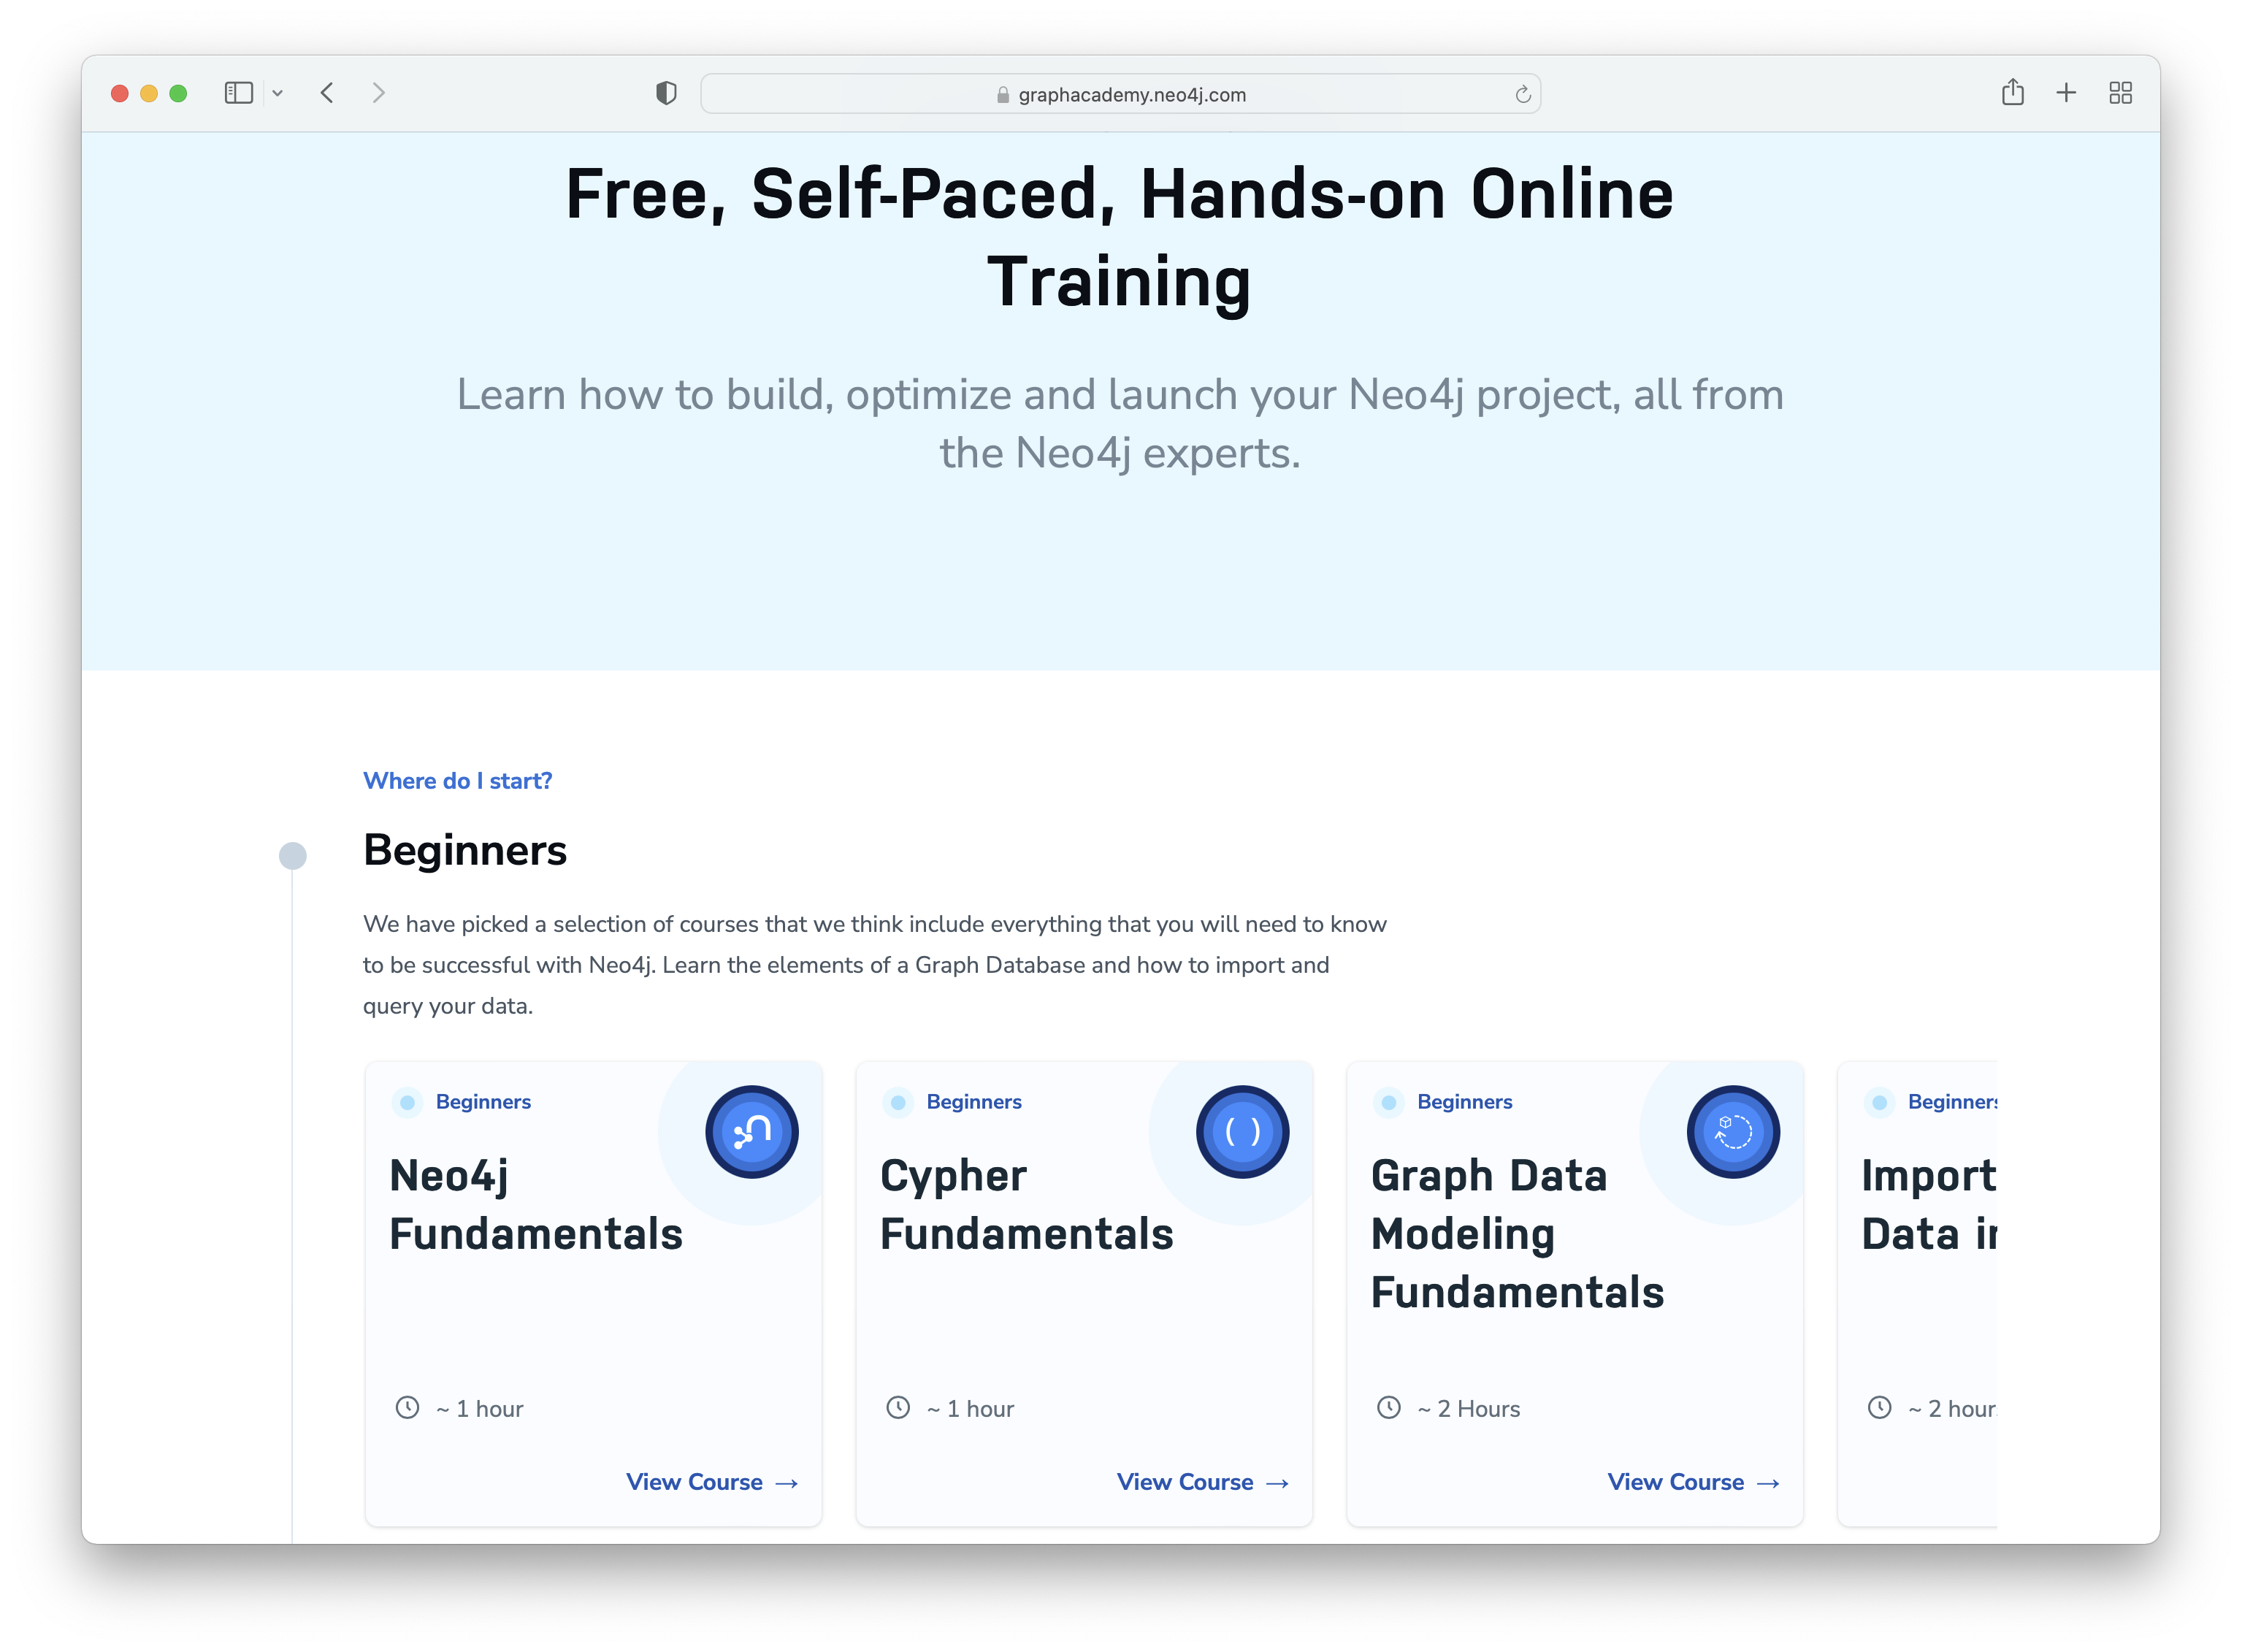 graphacademy.neo4j.com
Free, Self-Paced, Hands-on Online
Training
Learn how to build, optimize and launch your Neo4j project, all from
the Neo4j experts.
Where do I start?
Beginners
We have picked a selection of courses that we think include everything that you will need to know
to be successful with Neo4j. Learn the elements of a Graph Database and how to import and
query your data.
Beginners
Neo4j
Fundamentals
~ 1 hour
View Course →
Beginners
Cypher
Fundamentals
~ 1 hour
View Course →
Beginners
Graph Data
Modeling
Fundamentals
~ 2 Hours
View Course →
Beginners
Import
Data
~ 2 hour